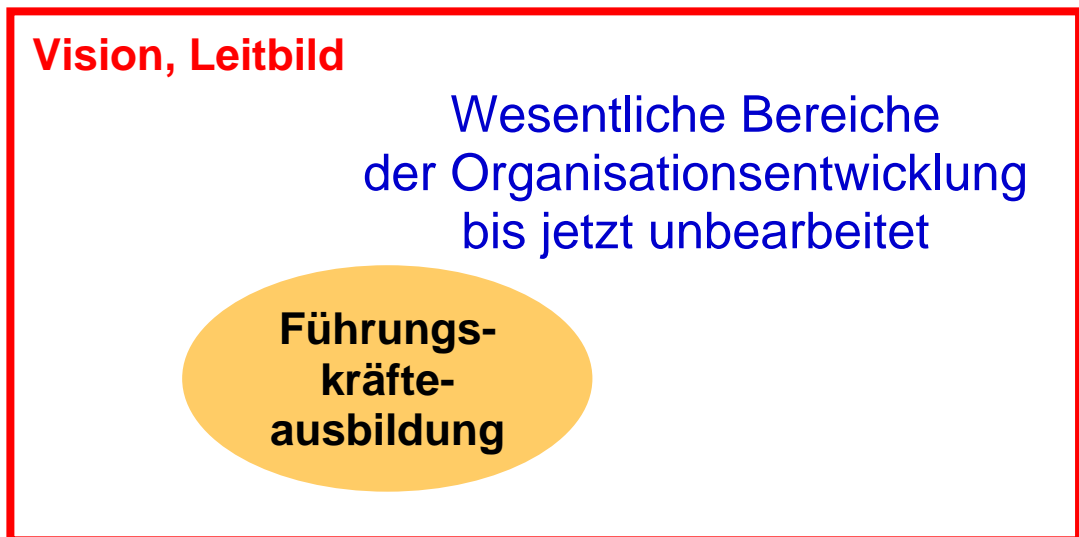 Vision, Leitbild
Wesentliche Bereiche
der Organisationsentwicklung
bis jetzt unbearbeitet
Führungs-
kräfte-
ausbildung